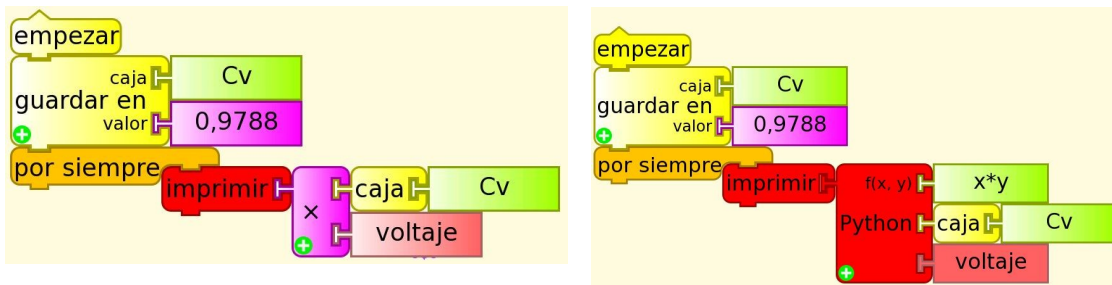 empezar
caja Cv
guardar en
valor 0,9788
por siempre
imprimir × caja Cv
voltaje
empezar
caja Cv
guardar en
valor 0,9788
por siempre
imprimir f(x, y) x*y
Python caja Cv
voltaje